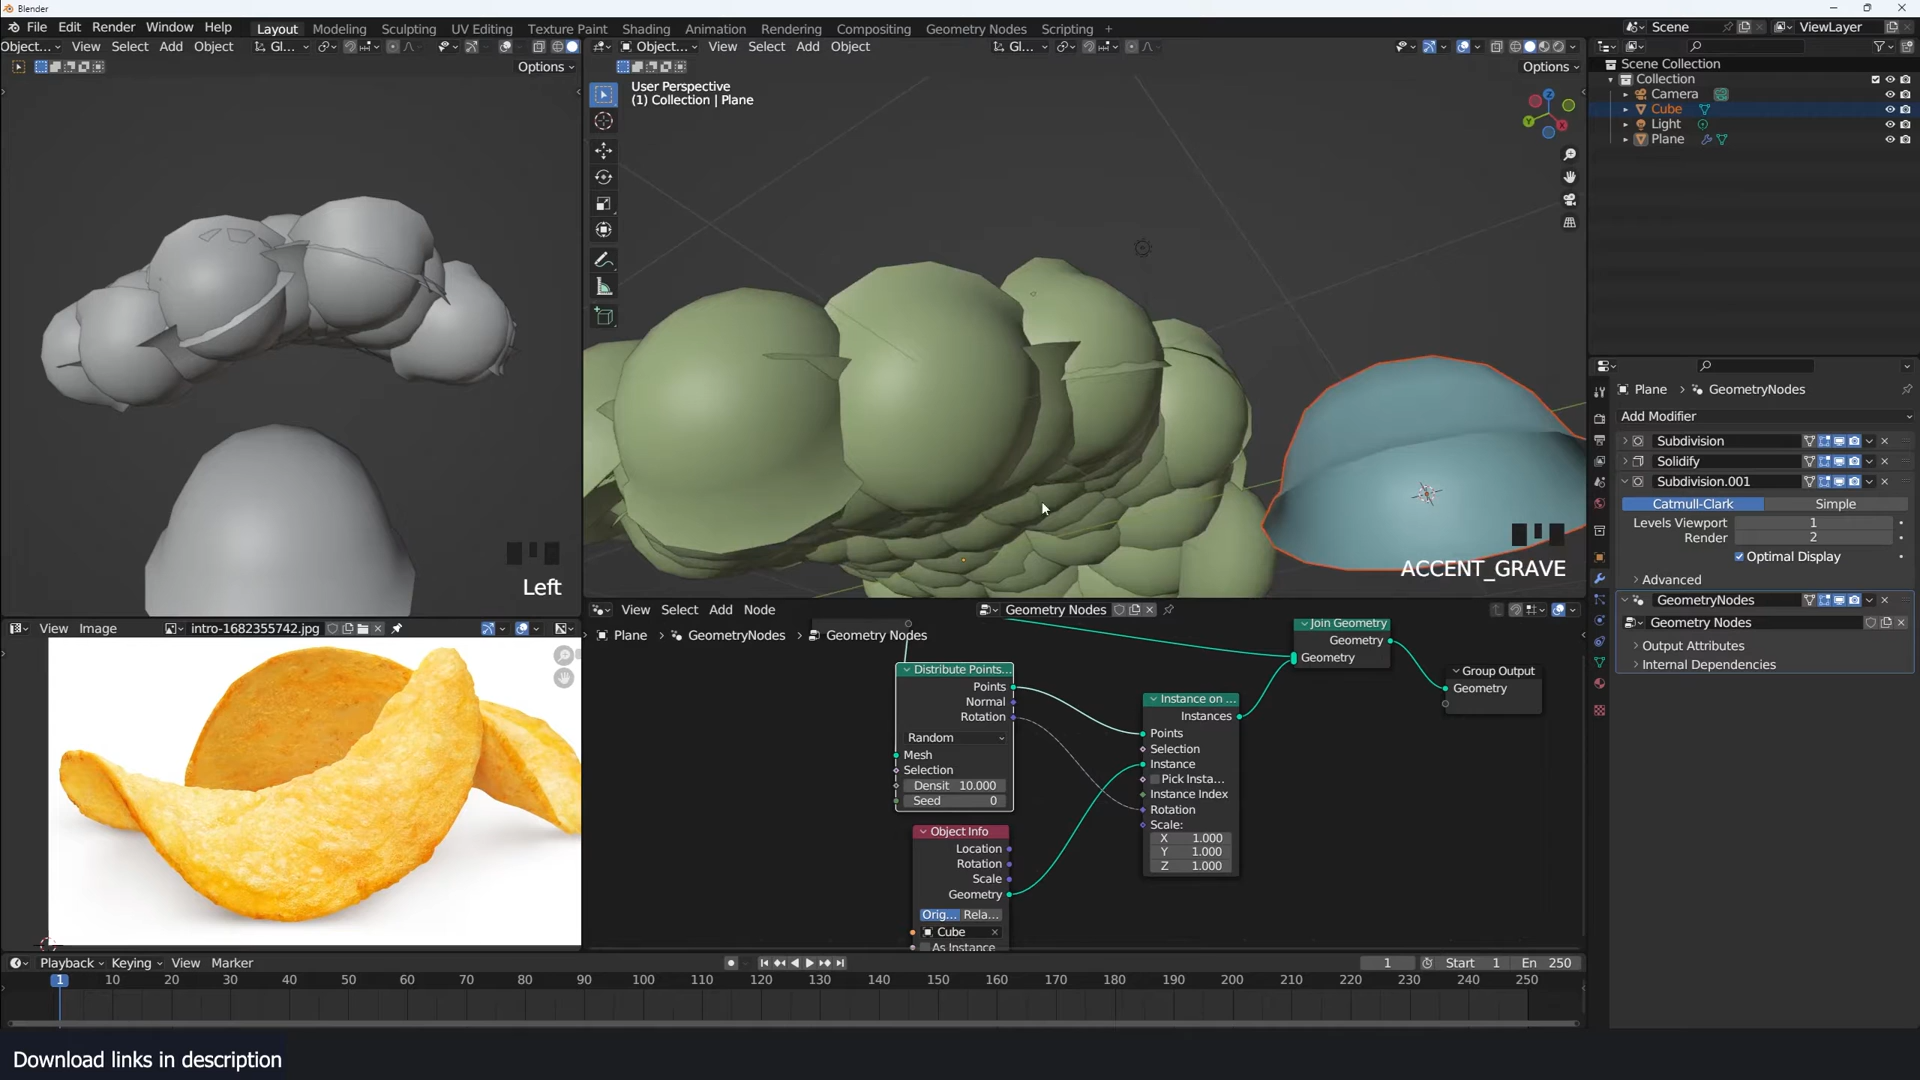 Blender
File Edit Render Window Help
Layout Modeling Sculpting UV Editing Texture Paint Shading Animation Rendering Compositing Geometry Nodes Scripting +
Scene
ViewLayer
Object... View Select Add Object Gl...
Options
Object... View Select Add Object Gl...
Options
User Perspective
(1) Collection | Plane
Z
Y
X
Left
ACCENT_GRAVE
Scene Collection
Collection
Camera
Cube
Light
Plane
Plane > GeometryNodes
Add Modifier
Subdivision
Solidify
Subdivision.001
Catmull-Clark Simple
Levels Viewport 1
Render 2
Optimal Display
Advanced
GeometryNodes
Geometry Nodes
Output Attributes
Internal Dependencies
View Image intro-1682355742.jpg
View Select Add Node Geometry Nodes
Plane > GeometryNodes > Geometry Nodes
Distribute Points...
Points
Normal
Rotation
Random
Mesh
Selection
Densit 10.000
Seed 0
Object Info
Location
Rotation
Scale
Geometry
Orig... Rela...
Cube
As Instance
Instance on ...
Instances
Points
Selection
Instance
Pick Insta...
Instance Index
Rotation
Scale:
X 1.000
Y 1.000
Z 1.000
Join Geometry
Geometry
Geometry
Group Output
Geometry
Playback Keying View Marker
1 Start 1 En 250
1 10 20 30 40 50 60 70 80 90 100 110 120 130 140 150 160 170 180 190 200 210 220 230 240 250
Download links in description